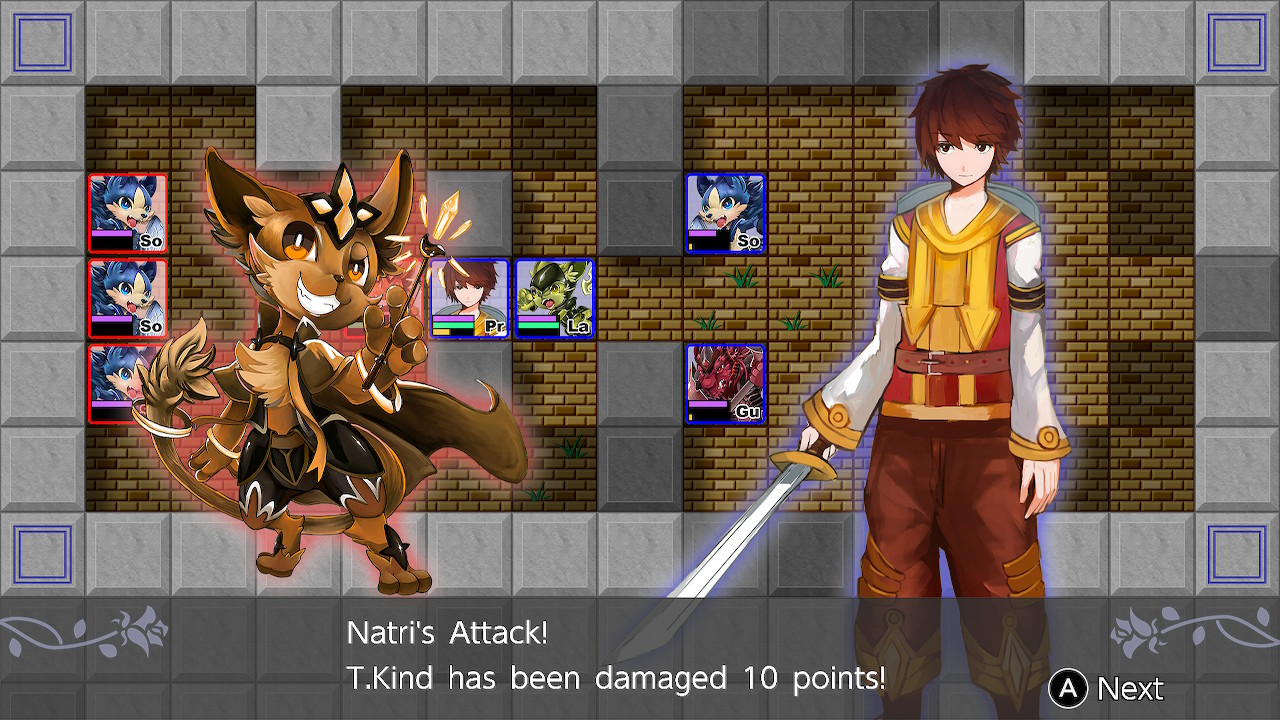 So
So
So
Pr
La
Gu
Natri's Attack!
T.Kind has been damaged 10 points!
A Next